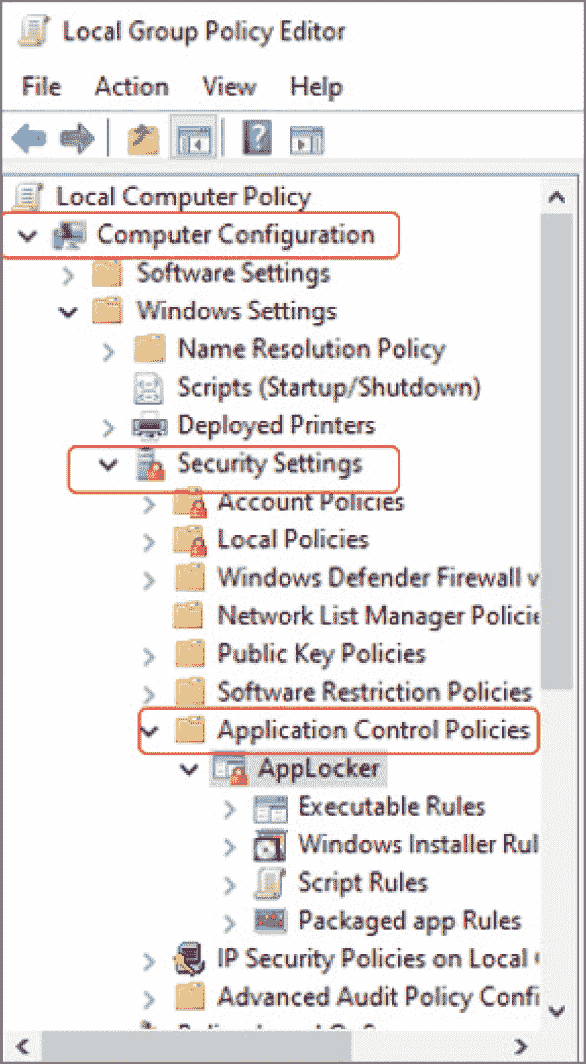 Local Group Policy Editor
File Action View Help
Local Computer Policy
Computer Configuration
Software Settings
Windows Settings
Name Resolution Policy
Scripts (Startup/Shutdown)
Deployed Printers
Security Settings
Account Policies
Local Policies
Windows Defender Firewall v
Network List Manager Policie
Public Key Policies
Software Restriction Policies
Application Control Policies
AppLocker
Executable Rules
Windows Installer Rul
Script Rules
Packaged app Rules
IP Security Policies on Local
Advanced Audit Policy Confi